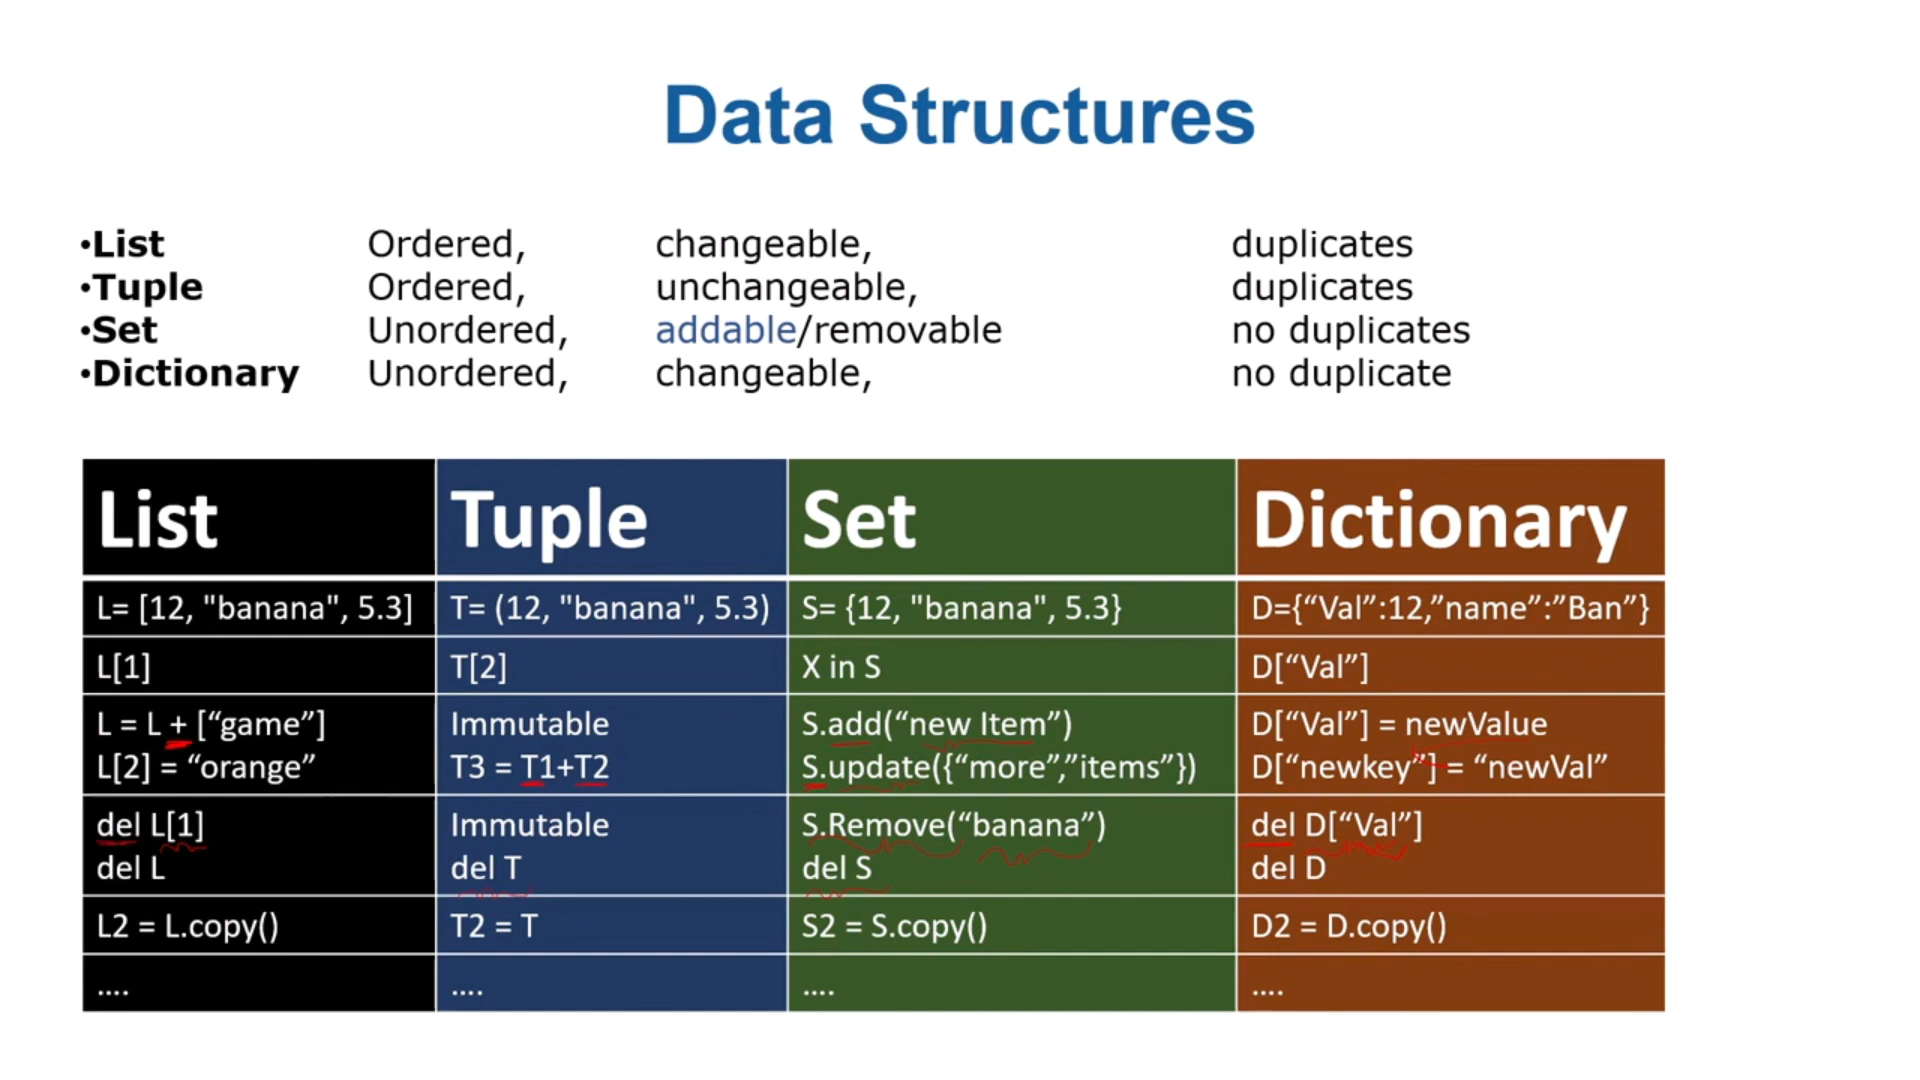 Data Structures
•List Ordered, changeable, duplicates
•Tuple Ordered, unchangeable, duplicates
•Set Unordered, addable/removable no duplicates
•Dictionary Unordered, changeable, no duplicate
List Tuple Set Dictionary
L= [12, "banana", 5.3] T= (12, "banana", 5.3) S= {12, "banana", 5.3} D={“Val”:12,”name”:”Ban”}
L[1] T[2] X in S D[“Val”]
L = L + [“game”] Immutable S.add(“new Item”) D[“Val”] = newValue
L[2] = “orange” T3 = T1+T2 S.update({“more”,”items”}) D[“newkey”] = “newVal”
del L[1] Immutable S.Remove(“banana”) del D[“Val”]
del L del T del S del D
L2 = L.copy() T2 = T S2 = S.copy() D2 = D.copy()
.... .... .... ....